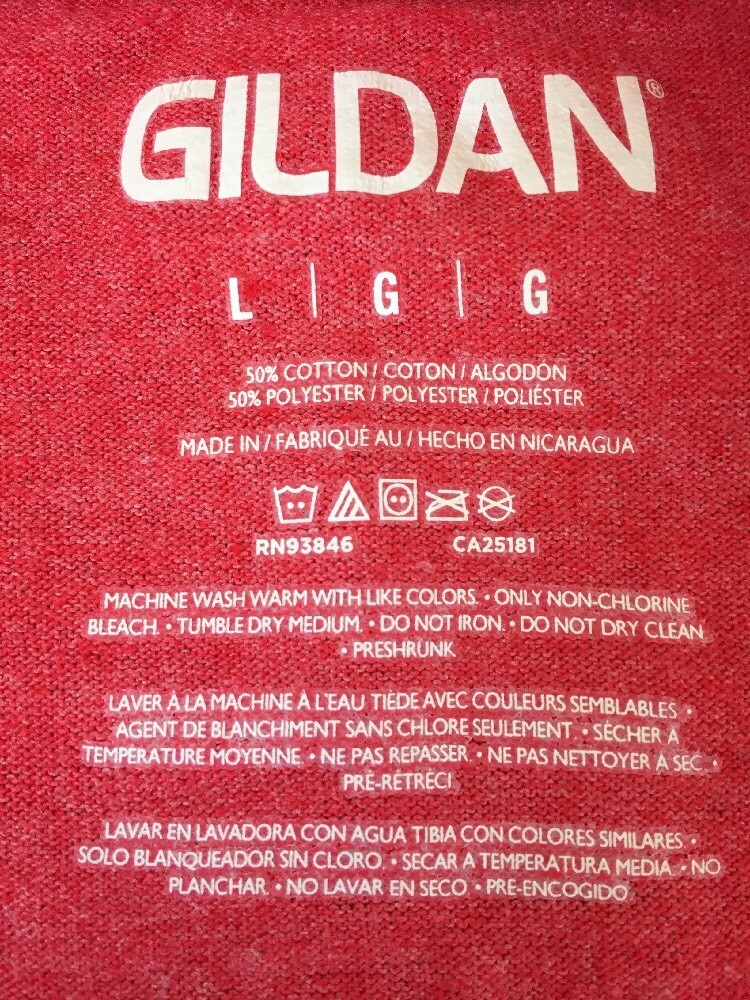 GILDAN®
L | G | G
50% COTTON / COTON / ALGODÓN
50% POLYESTER / POLYESTER / POLIÉSTER
MADE IN / FABRIQUÉ AU / HECHO EN NICARAGUA
RN93846 CA25181
MACHINE WASH WARM WITH LIKE COLORS. • ONLY NON-CHLORINE
BLEACH. • TUMBLE DRY MEDIUM. • DO NOT IRON. • DO NOT DRY CLEAN
• PRESHRUNK
LAVER À LA MACHINE À L'EAU TIÈDE AVEC COULEURS SEMBLABLES •
AGENT DE BLANCHIMENT SANS CHLORE SEULEMENT. • SÉCHER À
TEMPÉRATURE MOYENNE. • NE PAS REPASSER. • NE PAS NETTOYER À SEC. •
PRÉ-RÉTRÉCI
LAVAR EN LAVADORA CON AGUA TIBIA CON COLORES SIMILARES. •
SOLO BLANQUEADOR SIN CLORO. • SECAR A TEMPERATURA MEDIA. • NO
PLANCHAR. • NO LAVAR EN SECO. • PRE-ENCOGIDO